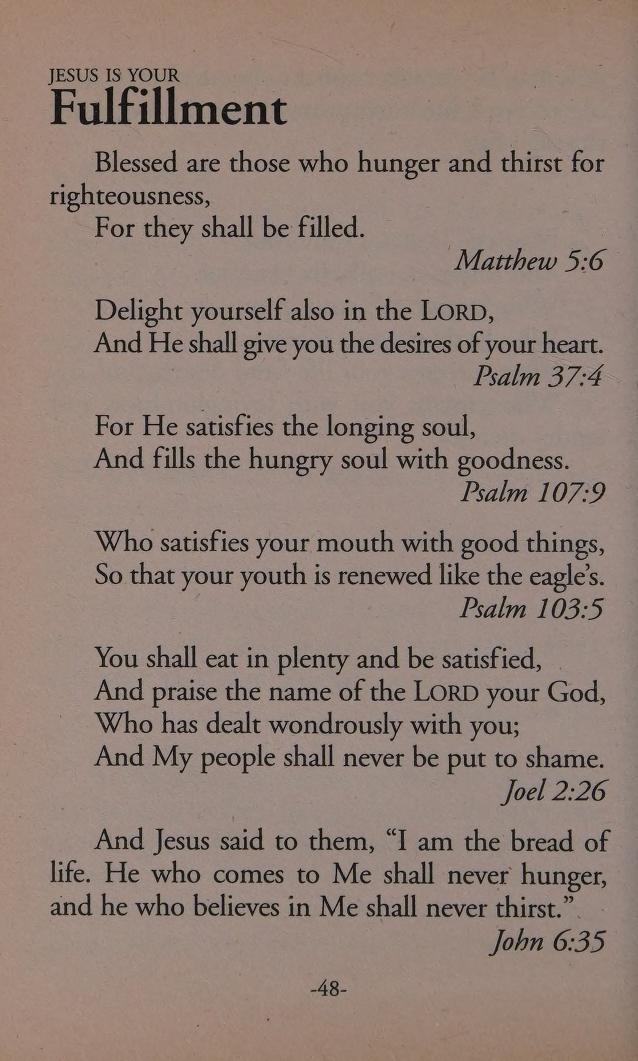 JESUS IS YOUR
Fulfillment
Blessed are those who hunger and thirst for
righteousness,
For they shall be filled.
Matthew 5:6
Delight yourself also in the LORD,
And He shall give you the desires of your heart.
Psalm 37:4
For He satisfies the longing soul,
And fills the hungry soul with goodness.
Psalm 107:9
Who satisfies your mouth with good things,
So that your youth is renewed like the eagle’s.
Psalm 103:5
You shall eat in plenty and be satisfied,
And praise the name of the LORD your God,
Who has dealt wondrously with you;
And My people shall never be put to shame.
Joel 2:26
And Jesus said to them, “I am the bread of
life. He who comes to Me shall never hunger,
and he who believes in Me shall never thirst.”
John 6:35
-48-